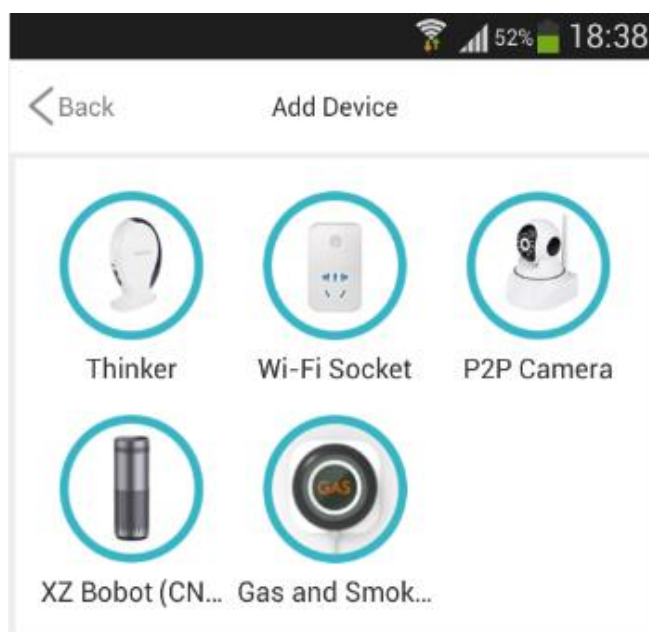 52% 18:38
Back Add Device
GAS
Thinker Wi-Fi Socket P2P Camera
XZ Bobot (CN... Gas and Smok...